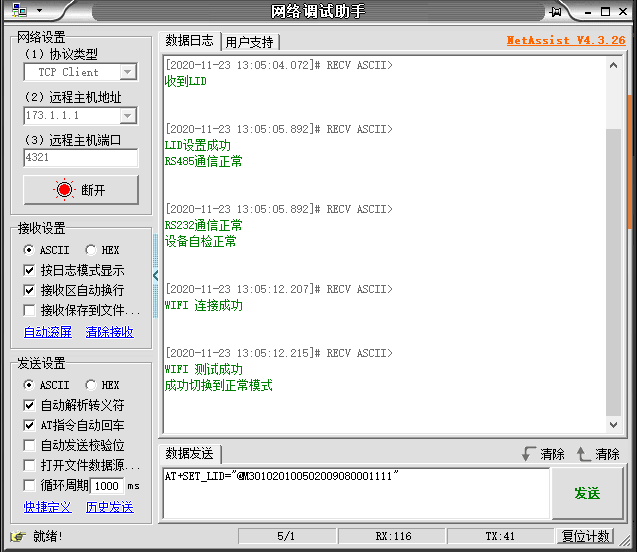 网络调试助手
网络设置
(1) 协议类型
TCP Client
(2) 远程主机地址
173.1.1.1
(3) 远程主机端口
4321
断开
接收设置
ASCII HEX
按日志模式显示
接收区自动换行
接收保存到文件...
自动滚屏 清除接收
发送设置
ASCII HEX
自动解析转义符
AT指令自动回车
自动发送校验位
打开文件数据源...
循环周期 1000 ms
快捷定义 历史发送
数据日志 用户支持 NetAssist V4.3.26
[2020-11-23 13:05:04.072]# RECV ASCII>
收到LID
[2020-11-23 13:05:05.892]# RECV ASCII>
LID设置成功
RS485通信正常
[2020-11-23 13:05:05.892]# RECV ASCII>
RS232通信正常
设备自检正常
[2020-11-23 13:05:12.207]# RECV ASCII>
WIFI 连接成功
[2020-11-23 13:05:12.215]# RECV ASCII>
WIFI 测试成功
成功切换到正常模式
数据发送 清除 清除
AT+SET_LID="@M301020100502009080001111"
发送
就绪! 5/1 RX:116 TX:41 复位计数